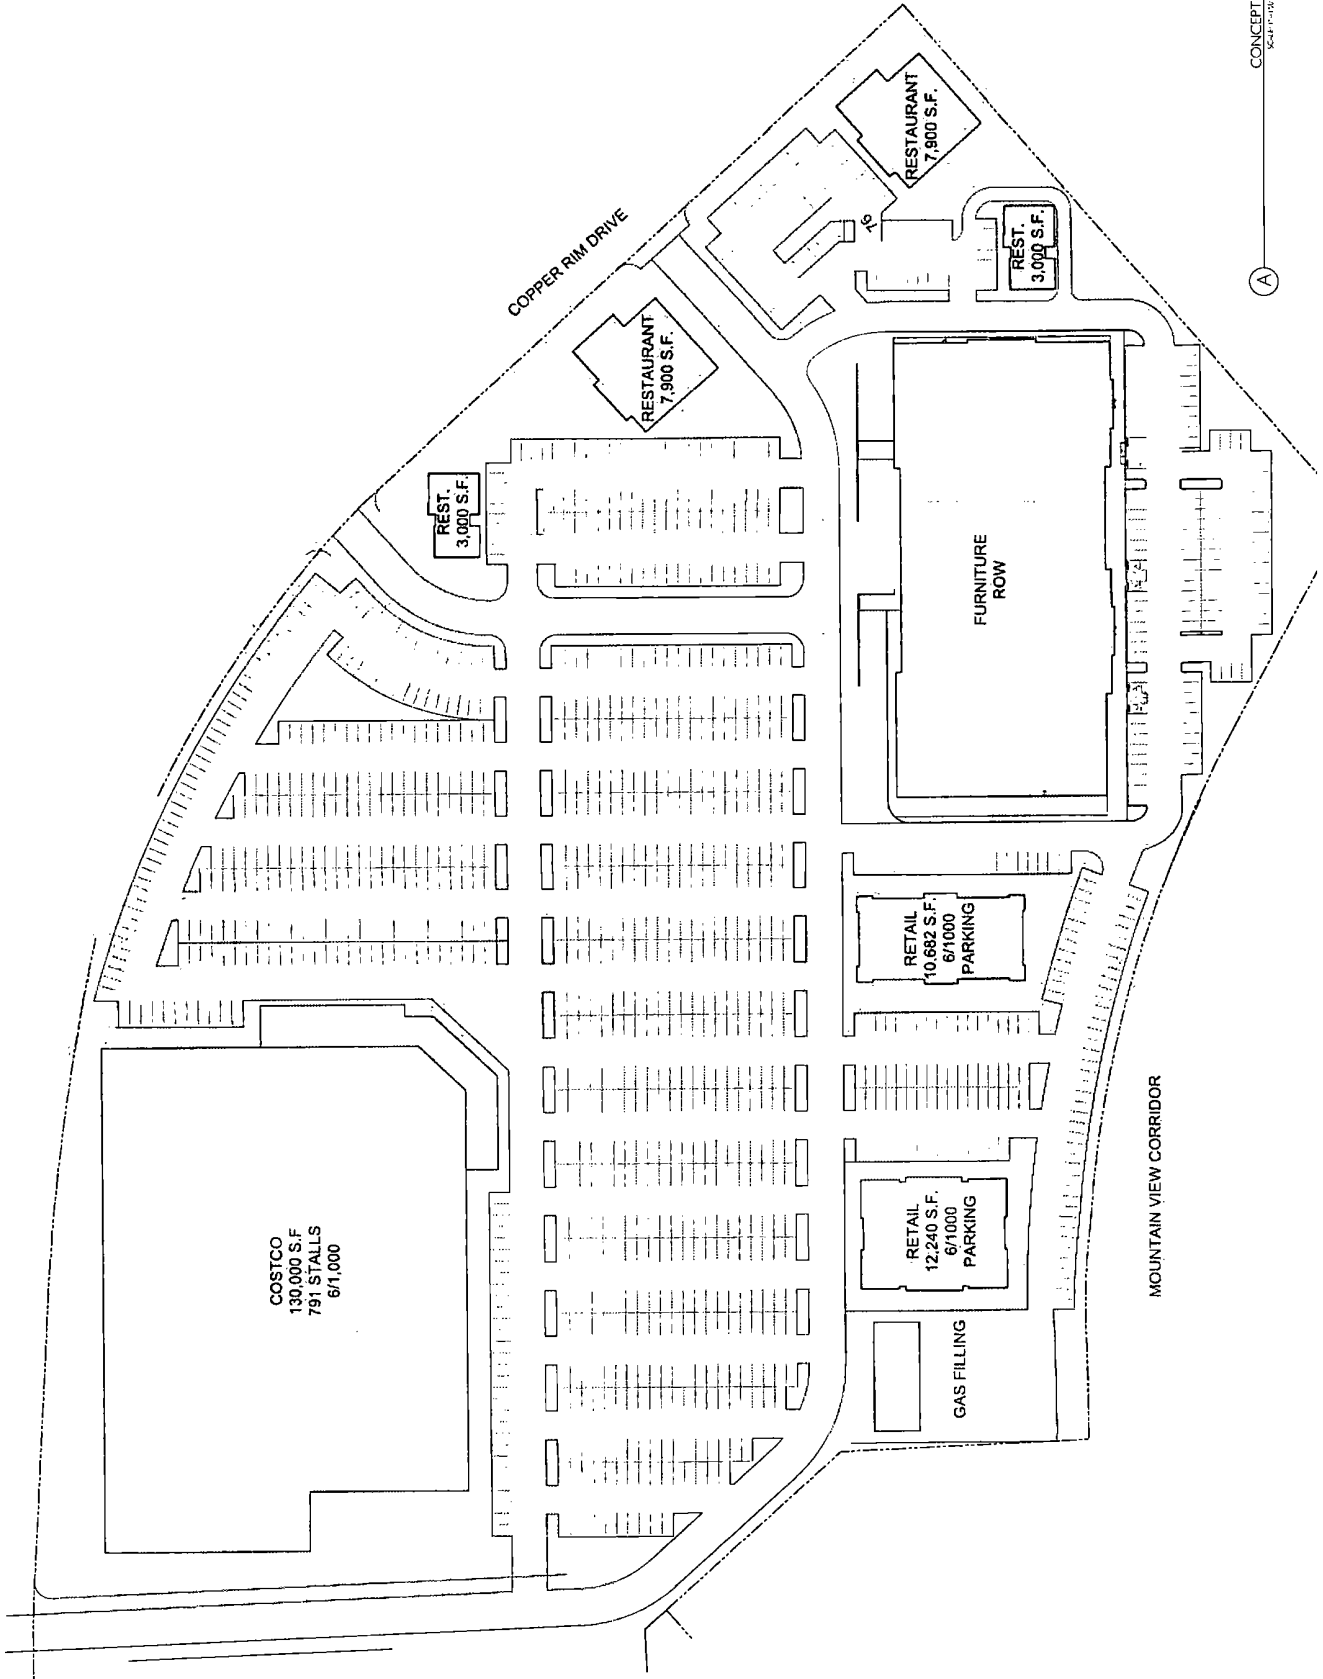 COPPER RIM DRIVE
RESTAURANT
7,900 S.F.
REST.
3,000 S.F.
RESTAURANT
7,900 S.F.
REST.
3,000 S.F.
FURNITURE
ROW
RETAIL
10,682 S.F.
6/1000
PARKING
RETAIL
12,240 S.F.
6/1000
PARKING
COSTCO
130,000 S.F
791 STALLS
6/1,000
GAS FILLING
MOUNTAIN VIEW CORRIDOR
A
CONCEPT